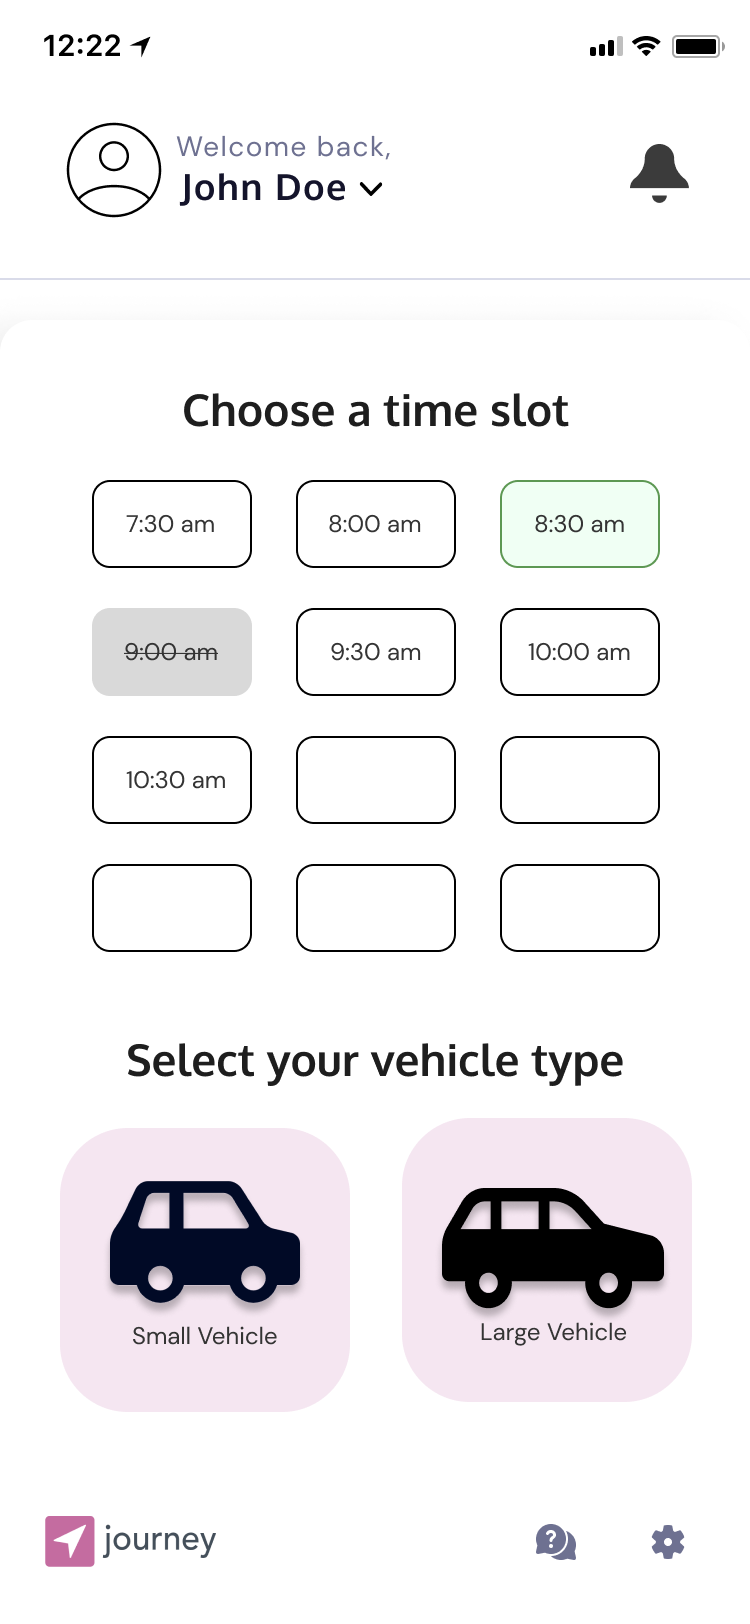 12:22
Welcome back,
John Doe
Choose a time slot
7:30 am
8:00 am
8:30 am
9:00 am
9:30 am
10:00 am
10:30 am
Select your vehicle type
Small Vehicle
Large Vehicle
journey
?